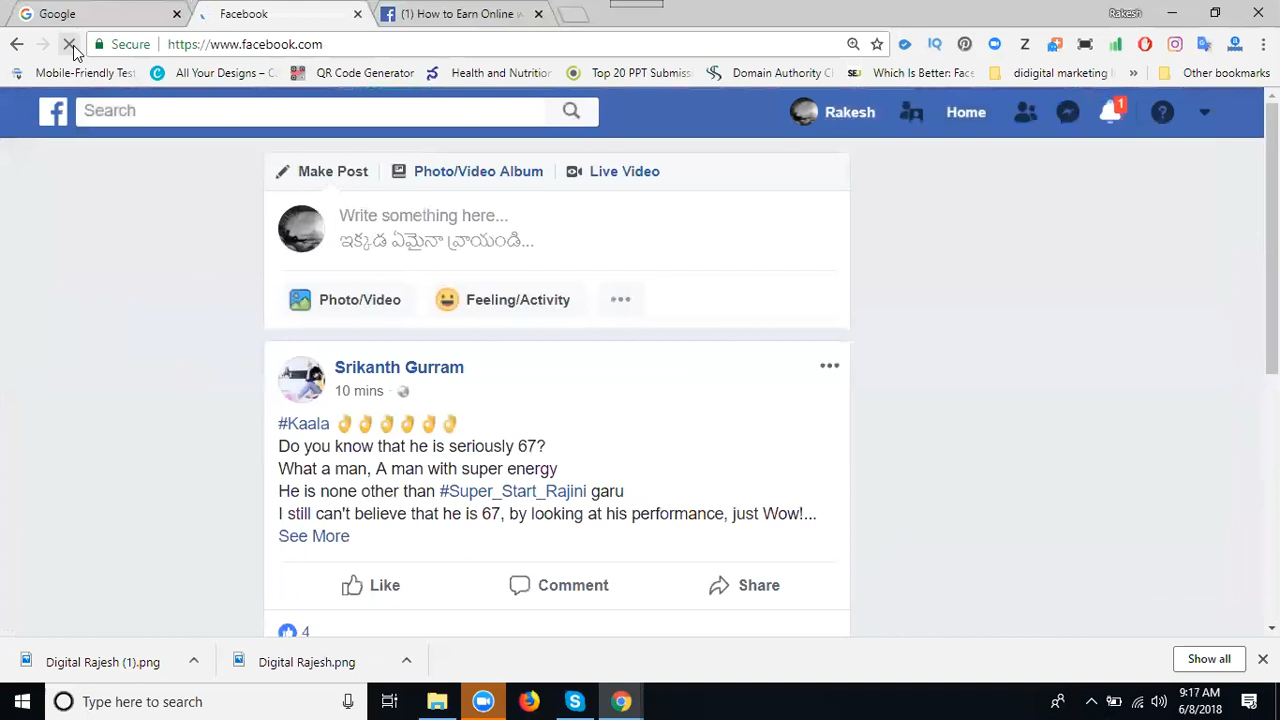 Google
Facebook
(1) How to Earn Online
Rakesh
Secure
https://www.facebook.com
Mobile-Friendly Test
All Your Designs – C
QR Code Generator
Health and Nutrition
Top 20 PPT Submiss
Domain Authority C
Which Is Better: Fac
didigital marketing
»
Other bookmarks
Search
Rakesh
Home
1
Make Post
Photo/Video Album
Live Video
Write something here...
ఇక్కడ ఏమైనా వ్రాయండి...
Photo/Video
Feeling/Activity
Srikanth Gurram
10 mins
#Kaala 👌👌👌👌👌👌
Do you know that he is seriously 67?
What a man, A man with super energy
He is none other than #Super_Start_Rajini garu
I still can't believe that he is 67, by looking at his performance, just Wow!...
See More
Like
Comment
Share
4
Digital Rajesh (1).png
Digital Rajesh.png
Show all
Type here to search
9:17 AM
6/8/2018